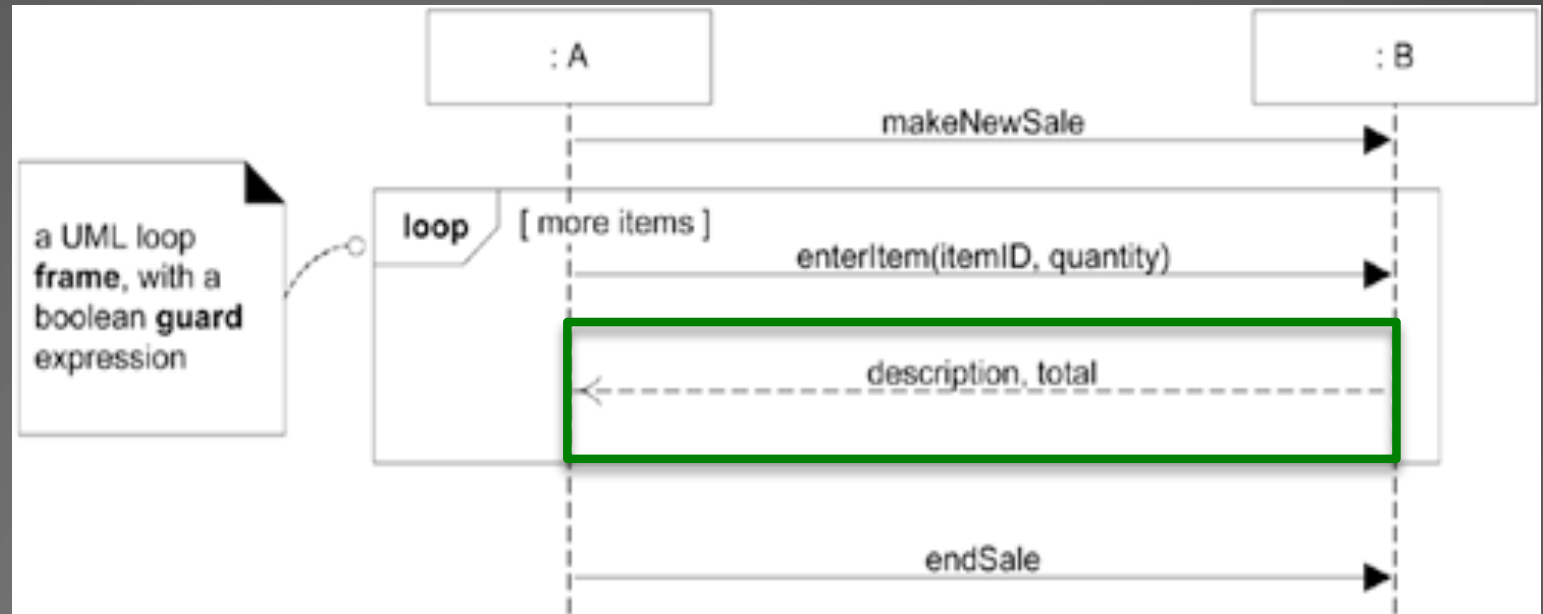 : A
: B
makeNewSale
a UML loop
frame, with a
boolean guard
expression
loop
[ more items ]
enterItem(itemID, quantity)
description, total
endSale